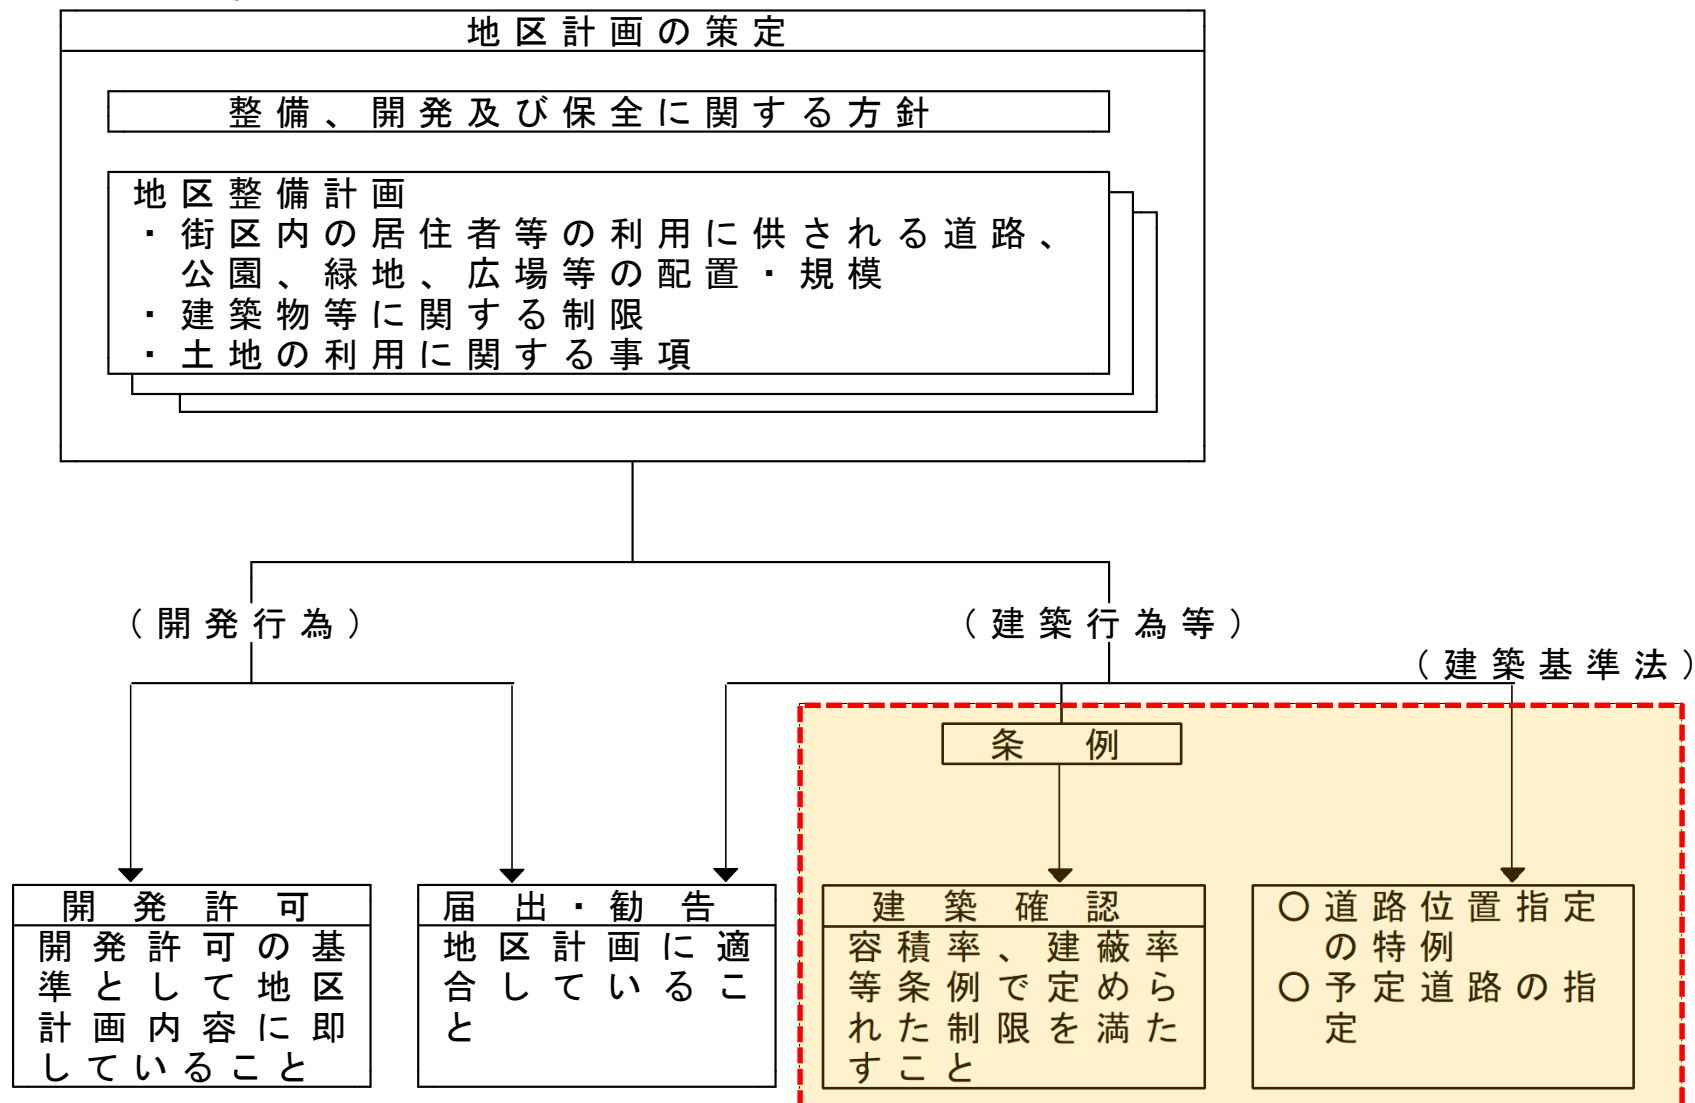 地区計画の策定
整備、開発及び保全に関する方針
地区整備計画
・街区内の居住者等の利用に供される道路、
公園、緑地、広場等の配置・規模
・建築物等に関する制限
・土地の利用に関する事項
（開発行為）
（建築行為等）
（建築基準法）
条例
開発許可
開発許可の基
準として地区
計画内容に即
していること
届出・勧告
地区計画に適
合しているこ
と
建築確認
容積率、建蔽率
等条例で定めら
れた制限を満た
すこと
〇道路位置指定
の特例
〇予定道路の指
定